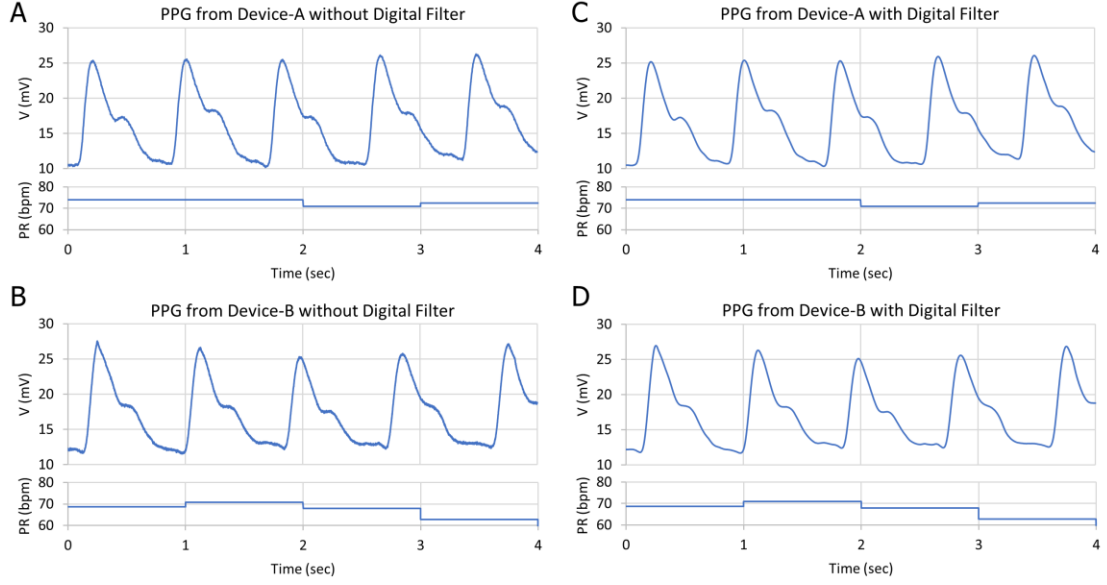 A
PPG from Device-A without Digital Filter
30
25
20
15
10
V (mV)
80
70
60
PR (bpm)
0 1 2 3 4
Time (sec)
B
PPG from Device-B without Digital Filter
30
25
20
15
10
V (mV)
80
70
60
PR (bpm)
0 1 2 3 4
Time (sec)
C
PPG from Device-A with Digital Filter
30
25
20
15
10
V (mV)
80
70
60
PR (bpm)
0 1 2 3 4
Time (sec)
D
PPG from Device-B with Digital Filter
30
25
20
15
10
V (mV)
80
70
60
PR (bpm)
0 1 2 3 4
Time (sec)